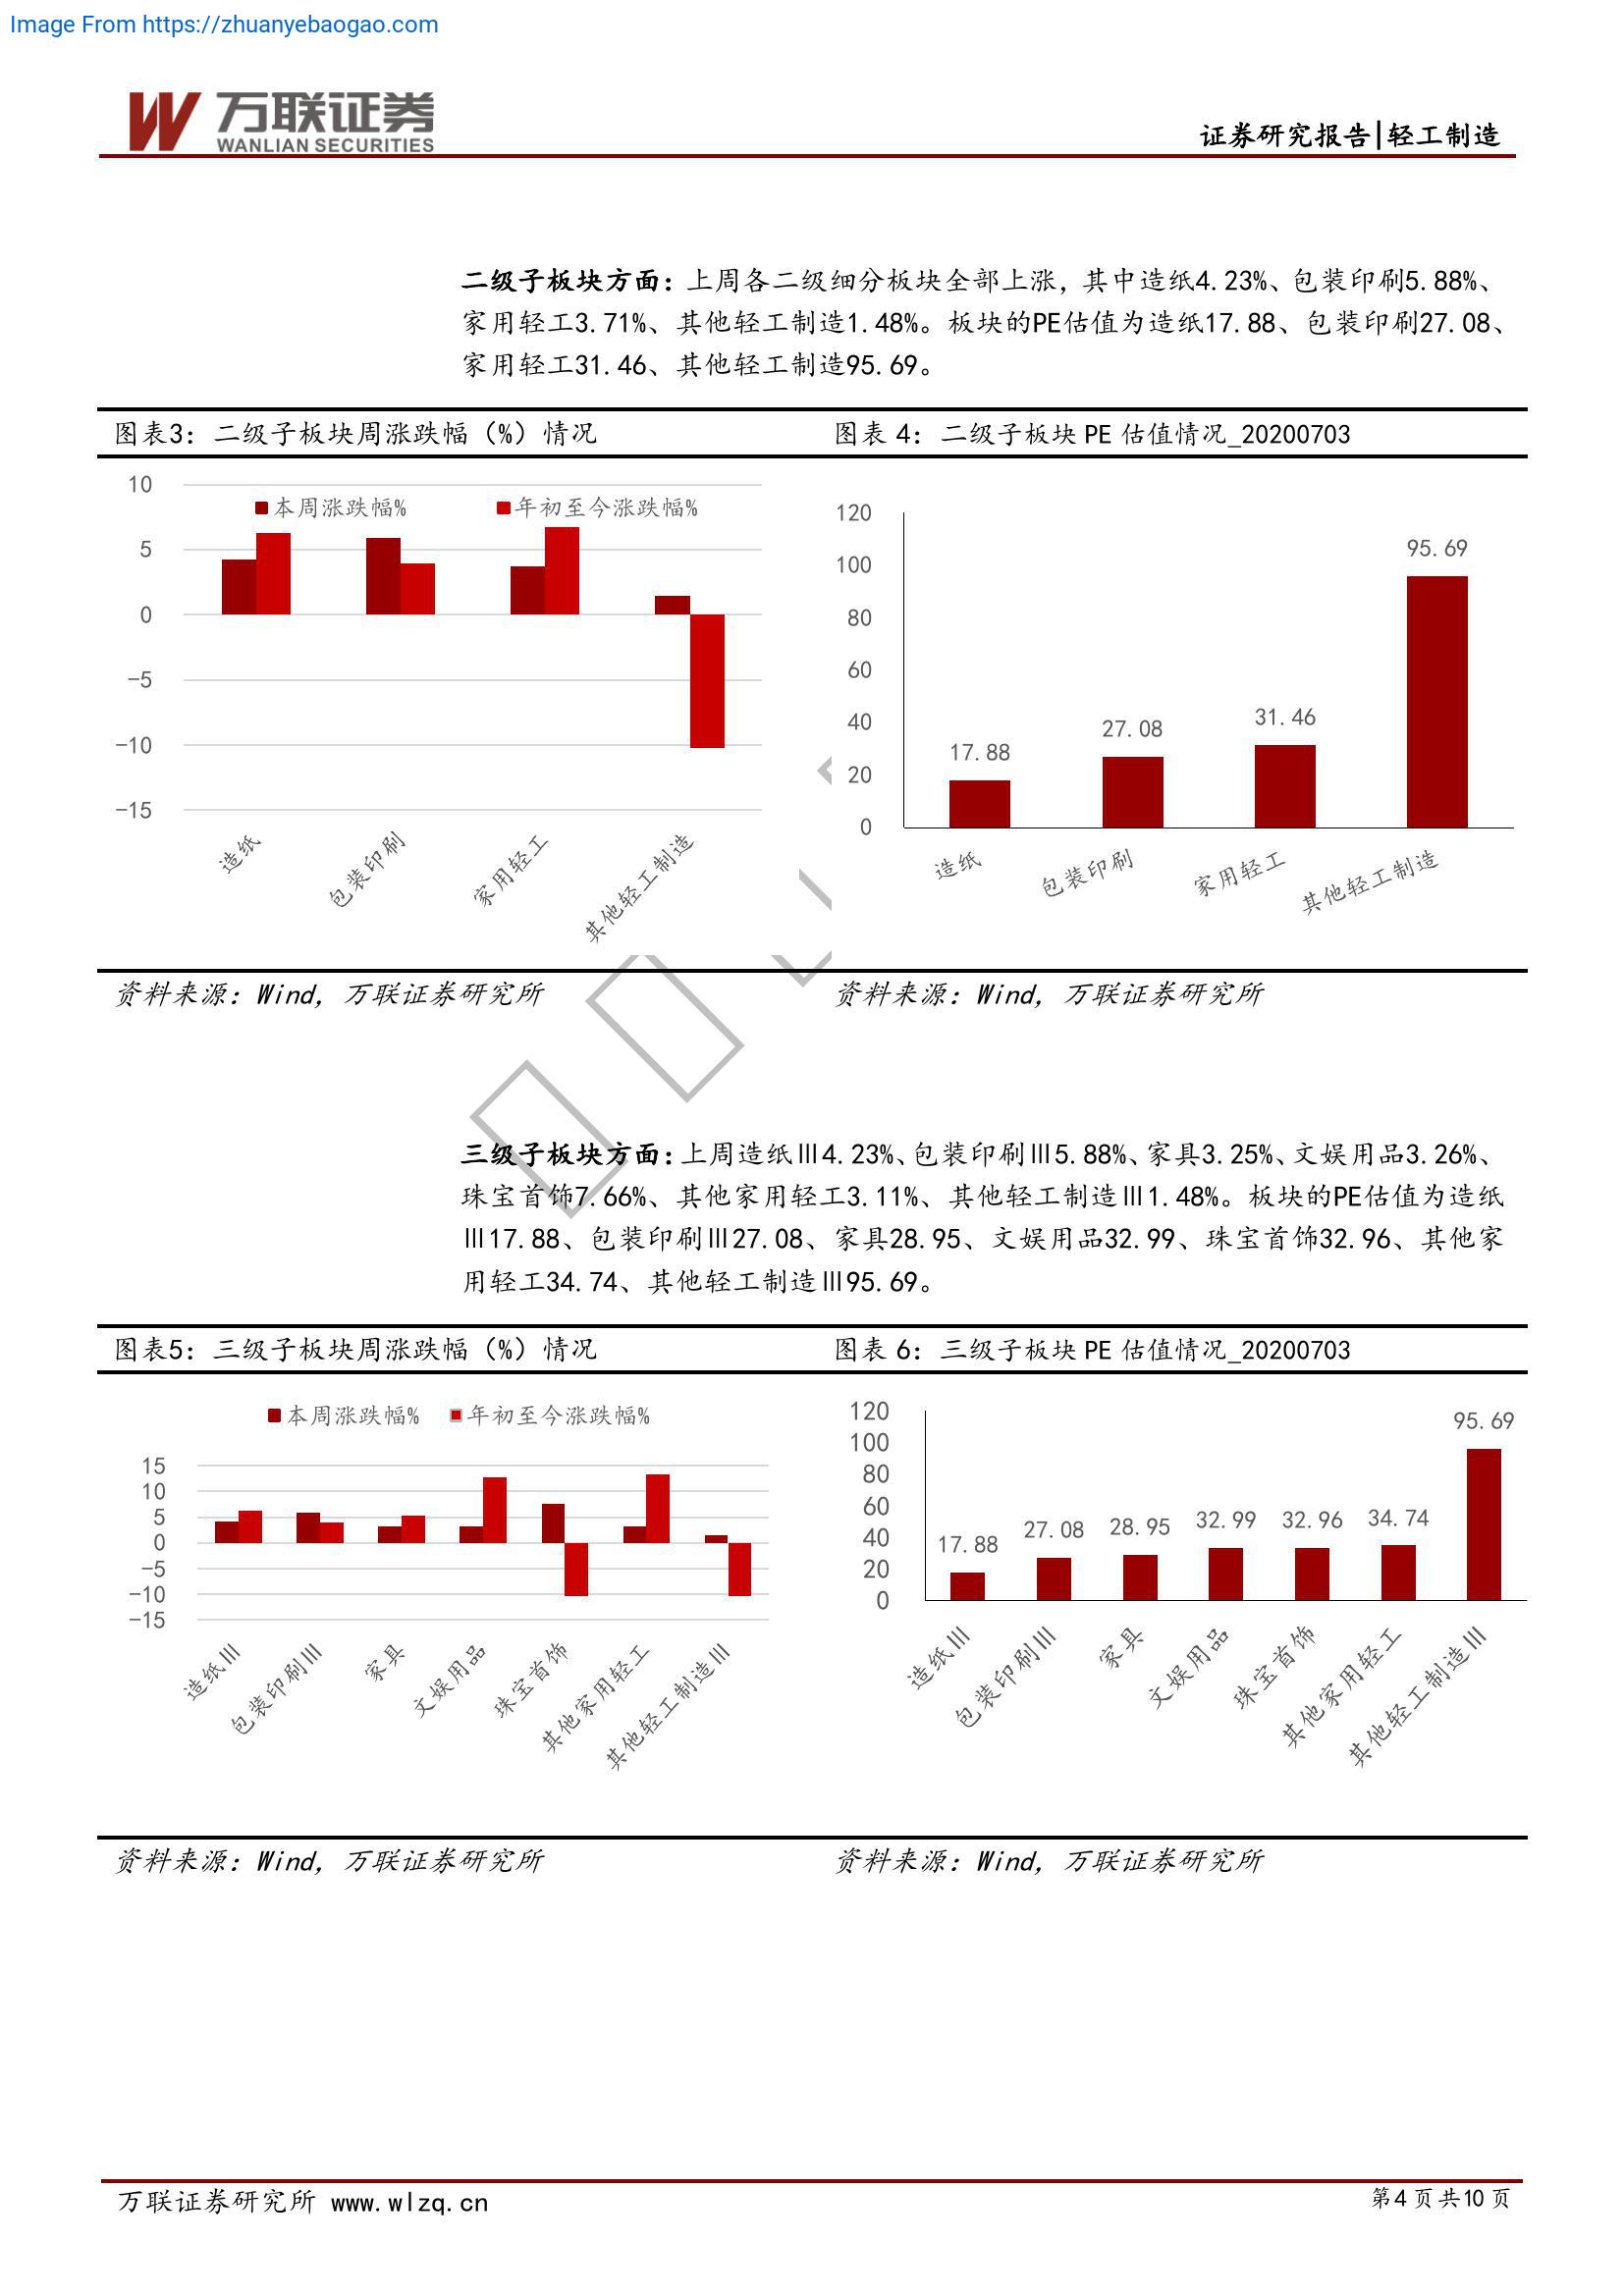 Image From https://zhuanyebaogao.com
万联证券
WANLIAN SECURITIES
证券研究报告|轻工制造
二级子板块方面：上周各二级细分板块全部上涨，其中造纸4.23%、包装印刷5.88%、
家用轻工3.71%、其他轻工制造1.48%。板块的PE估值为造纸17.88、包装印刷27.08、
家用轻工31.46、其他轻工制造95.69。
图表3：二级子板块周涨跌幅（%）情况
10
本周涨跌幅%
年初至今涨跌幅%
5
0
-5
-10
-15
造纸
包装印刷
家用轻工
其他轻工制造
资料来源：Wind，万联证券研究所
图表 4：二级子板块 PE 估值情况_20200703
120
100
80
60
40
20
0
17.88
27.08
31.46
95.69
造纸
包装印刷
家用轻工
其他轻工制造
资料来源：Wind，万联证券研究所
三级子板块方面：上周造纸Ⅲ4.23%、包装印刷Ⅲ5.88%、家具3.25%、文娱用品3.26%、
珠宝首饰7.66%、其他家用轻工3.11%、其他轻工制造Ⅲ1.48%。板块的PE估值为造纸
Ⅲ17.88、包装印刷Ⅲ27.08、家具28.95、文娱用品32.99、珠宝首饰32.96、其他家
用轻工34.74、其他轻工制造Ⅲ95.69。
图表5：三级子板块周涨跌幅（%）情况
本周涨跌幅%
年初至今涨跌幅%
15
10
5
0
-5
-10
-15
造纸Ⅲ
包装印刷Ⅲ
家具
文娱用品
珠宝首饰
其他家用轻工
其他轻工制造Ⅲ
资料来源：Wind，万联证券研究所
图表 6：三级子板块 PE 估值情况_20200703
120
100
80
60
40
20
0
17.88
27.08
28.95
32.99
32.96
34.74
95.69
造纸Ⅲ
包装印刷Ⅲ
家具
文娱用品
珠宝首饰
其他家用轻工
其他轻工制造Ⅲ
资料来源：Wind，万联证券研究所
万联证券研究所 www.wlzq.cn
第4 页 共10 页